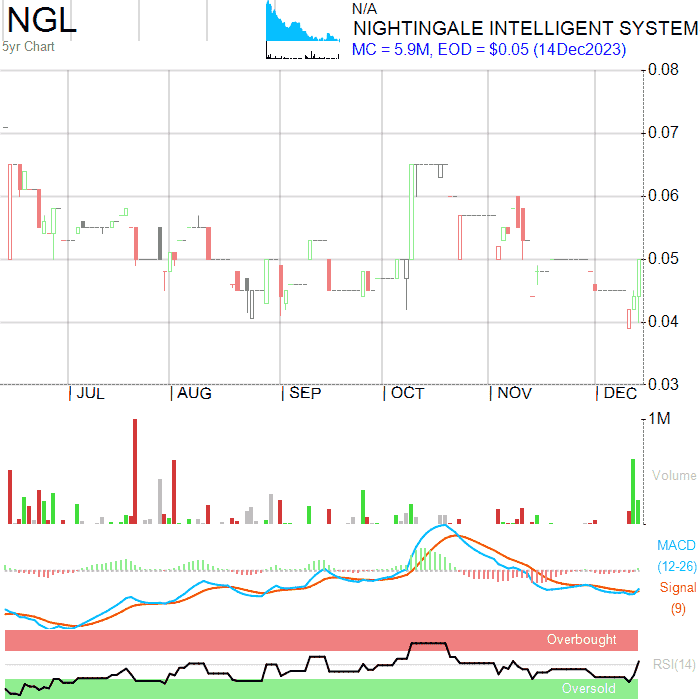 NGL
5yr Chart
N/A
NIGHTINGALE INTELLIGENT SYSTEM
MC = 5.9M, EOD = $0.05 (14Dec2023)
0.08
0.07
0.06
0.05
0.04
0.03
JUL
AUG
SEP
OCT
NOV
DEC
1M
Volume
MACD
(12-26)
Signal
(9)
Overbought
RSI(14)
Oversold